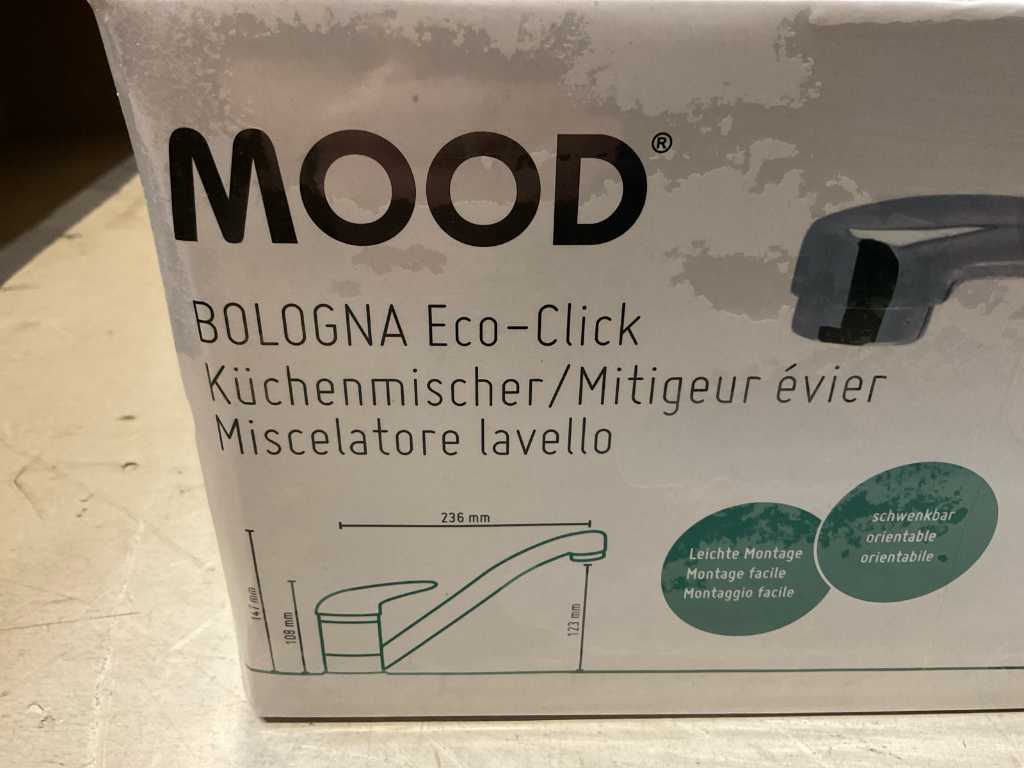 MOOD®
BOLOGNA Eco-Click
Küchenmischer/Mitigeur évier
Miscelatore lavello
236 mm
147 mm
108 mm
123 mm
Leichte Montage
Montage facile
Montaggio facile
schwenkbar
orientable
orientabile